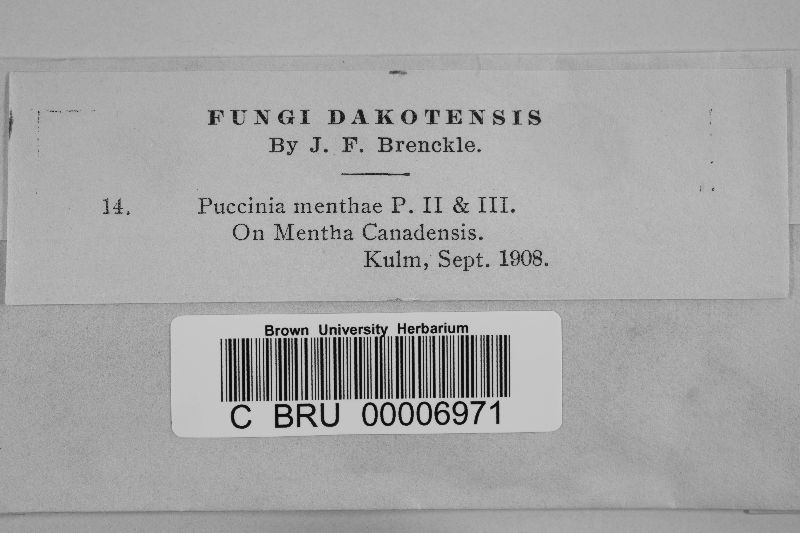 FUNGI DAKOTENSIS
By J. F. Brenckle.
14. Puccinia menthae P. II & III.
On Mentha Canadensis.
Kulm, Sept. 1908.
Brown University Herbarium
C BRU 00006971